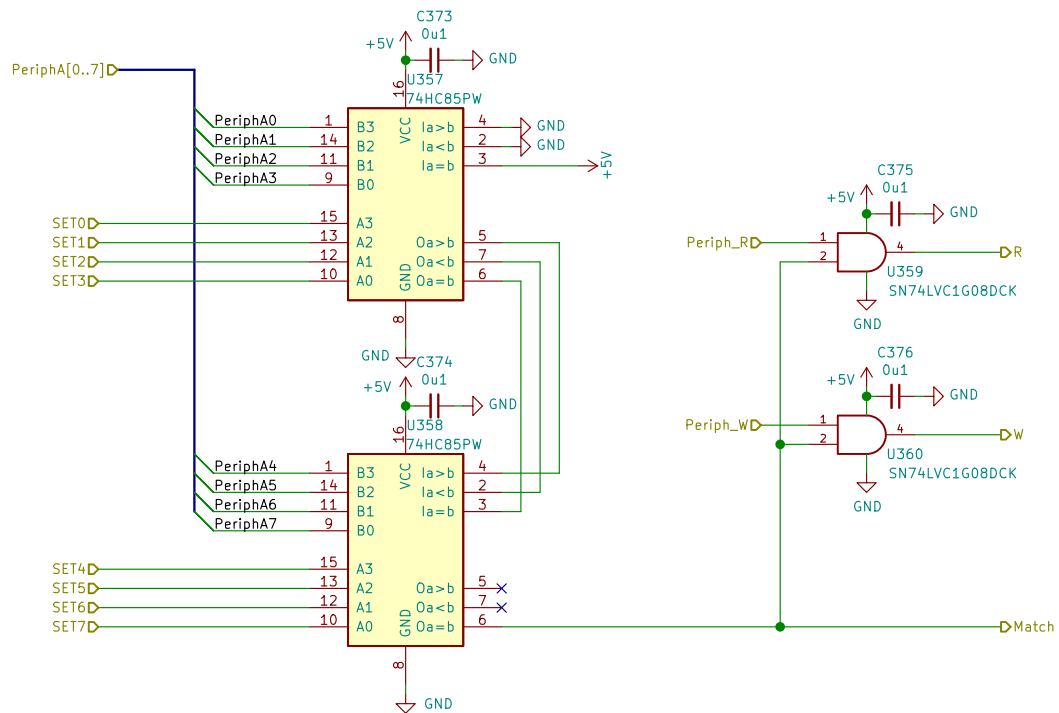 C373
0u1
+5V
GND
PeriphA[0..7]
U357
74HC85PW
16
VCC
PeriphA0 1 B3 Ia>b 4 GND
PeriphA1 14 B2 Ia<b 2 GND
PeriphA2 11 B1 Ia=b 3 +5V
PeriphA3 9 B0
SET0 15 A3
SET1 13 A2 Oa>b 5
SET2 12 A1 Oa<b 7
SET3 10 A0 Oa=b 6
GND
8
GND
C375
0u1
+5V
GND
Periph_R 1 4 R
2
U359
SN74LVC1G08DCK
GND
C374
0u1
+5V
GND
U358
74HC85PW
16
VCC
PeriphA4 1 B3 Ia>b 4
PeriphA5 14 B2 Ia<b 2
PeriphA6 11 B1 Ia=b 3
PeriphA7 9 B0
SET4 15 A3
SET5 13 A2 Oa>b 5
SET6 12 A1 Oa<b 7
SET7 10 A0 Oa=b 6 Match
GND
8
GND
C376
0u1
+5V
GND
Periph_W 1 4 W
2
U360
SN74LVC1G08DCK
GND